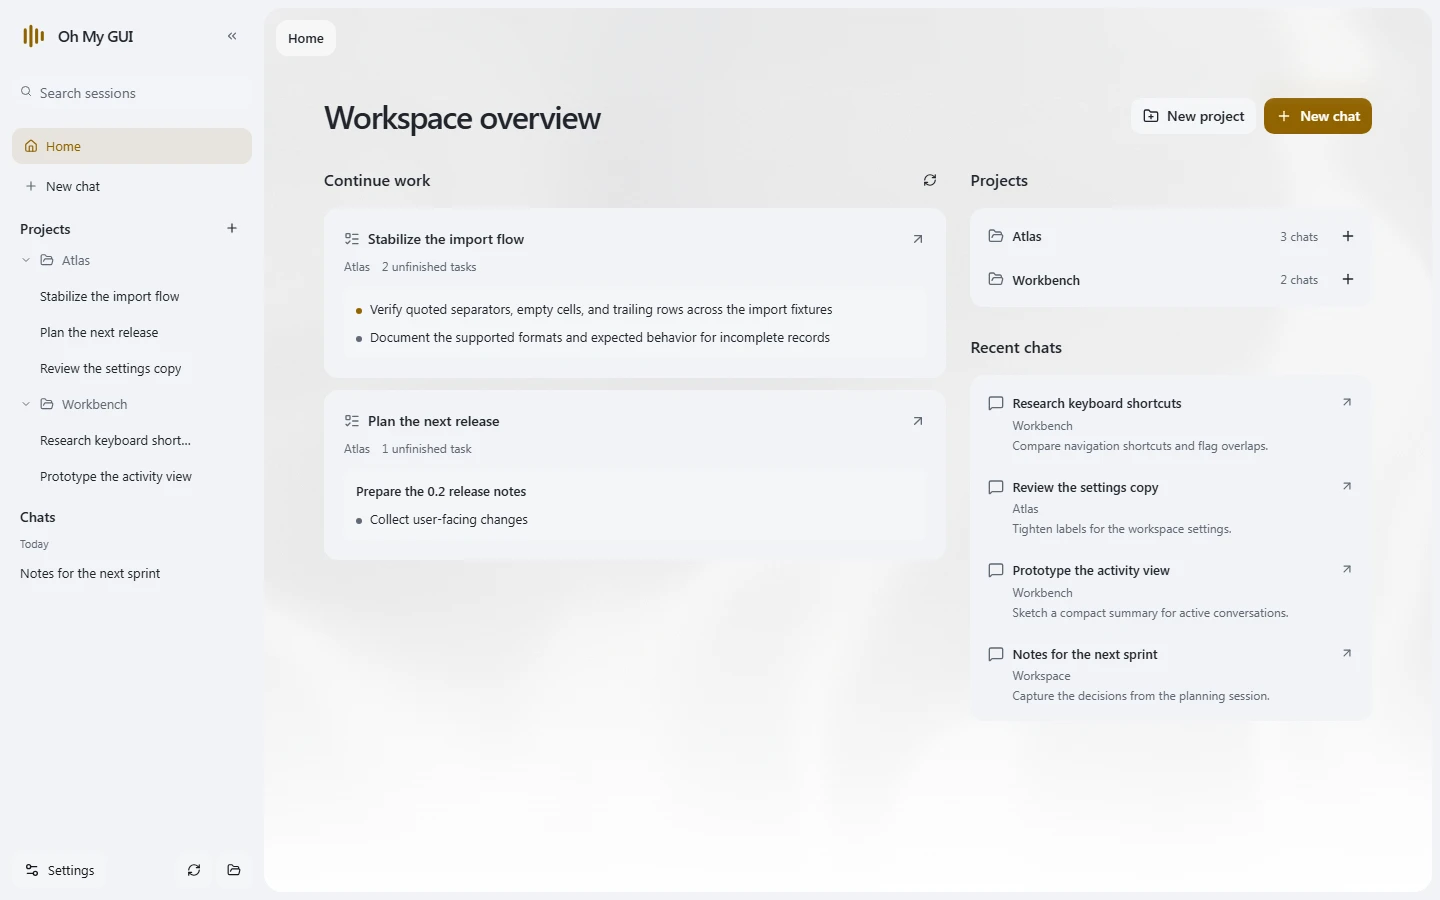 Oh My GUI
Search sessions
Home
New chat
Projects
Atlas
Stabilize the import flow
Plan the next release
Review the settings copy
Workbench
Research keyboard short...
Prototype the activity view
Chats
Today
Notes for the next sprint
Settings
Home
Workspace overview
New project
New chat
Continue work
Stabilize the import flow
Atlas 2 unfinished tasks
Verify quoted separators, empty cells, and trailing rows across the import fixtures
Document the supported formats and expected behavior for incomplete records
Plan the next release
Atlas 1 unfinished task
Prepare the 0.2 release notes
Collect user-facing changes
Projects
Atlas 3 chats
Workbench 2 chats
Recent chats
Research keyboard shortcuts
Workbench
Compare navigation shortcuts and flag overlaps.
Review the settings copy
Atlas
Tighten labels for the workspace settings.
Prototype the activity view
Workbench
Sketch a compact summary for active conversations.
Notes for the next sprint
Workspace
Capture the decisions from the planning session.